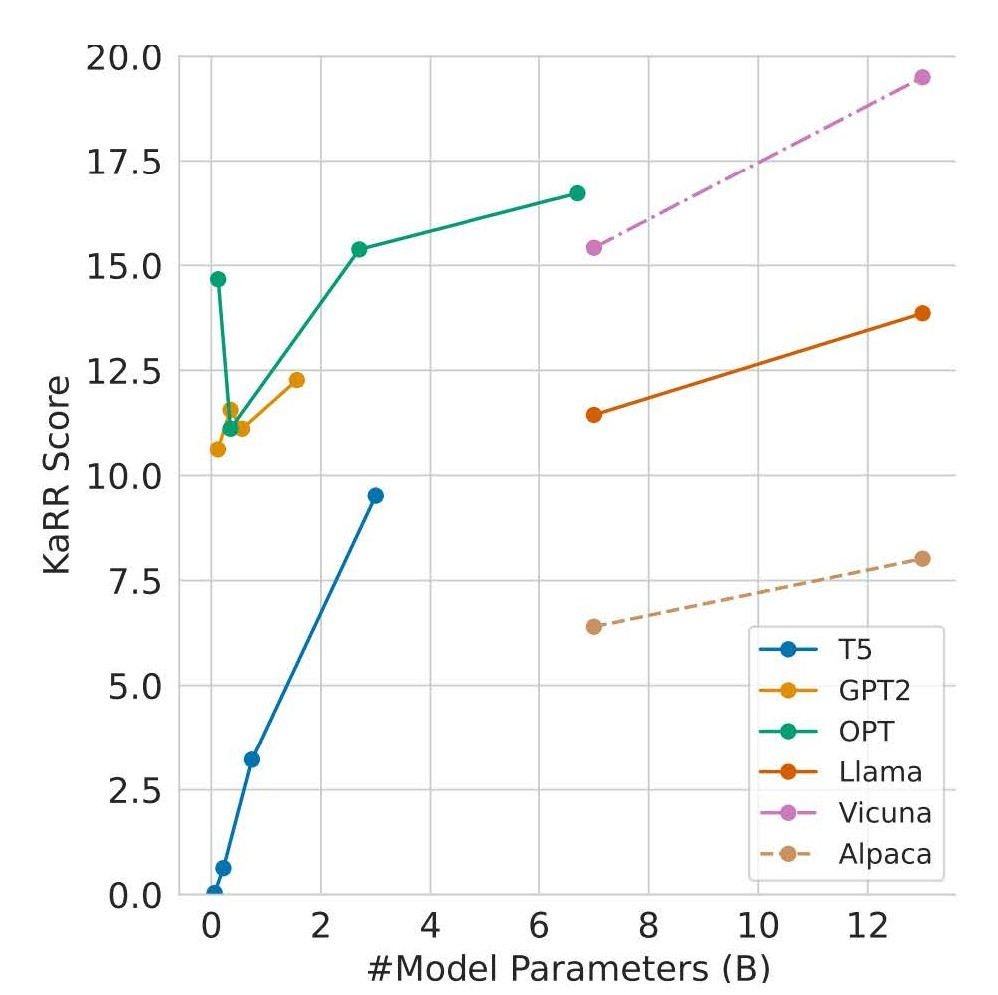 20.0
17.5
15.0
12.5
10.0
7.5
5.0
2.5
0.0
KaRR Score
T5
GPT2
OPT
Llama
Vicuna
Alpaca
0 2 4 6 8 10 12
#Model Parameters (B)